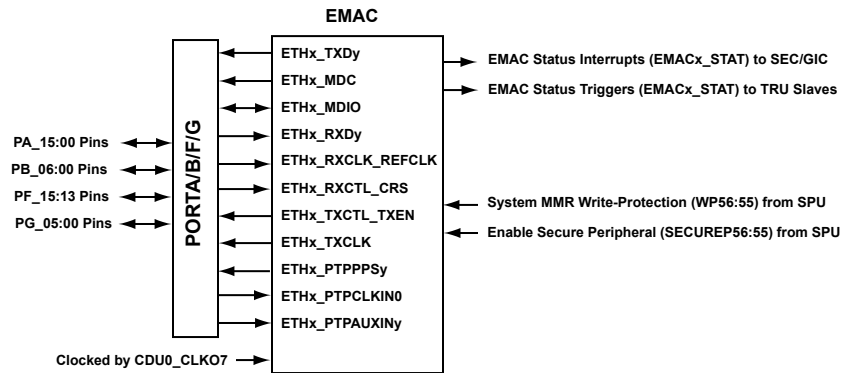 EMAC
ETHx_TXDy
ETHx_MDC
ETHx_MDIO
ETHx_RXDy
ETHx_RXCLK_REFCLK
ETHx_RXCTL_CRS
ETHx_TXCTL_TXEN
ETHx_TXCLK
ETHx_PTPPPSy
ETHx_PTPCLKIN0
ETHx_PTPAUXINy
PORTA/B/F/G
PA_15:00 Pins
PB_06:00 Pins
PF_15:13 Pins
PG_05:00 Pins
Clocked by CDU0_CLKO7
EMAC Status Interrupts (EMACx_STAT) to SEC/GIC
EMAC Status Triggers (EMACx_STAT) to TRU Slaves
System MMR Write-Protection (WP56:55) from SPU
Enable Secure Peripheral (SECUREP56:55) from SPU